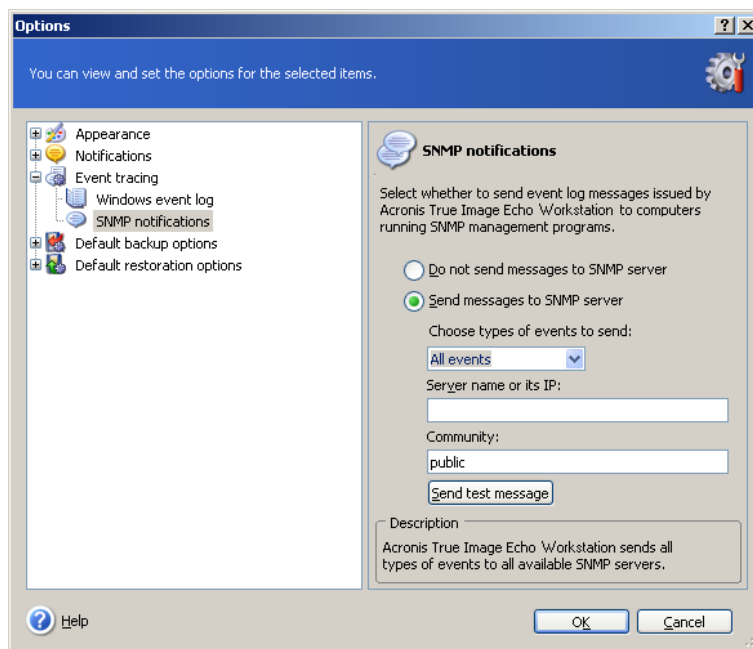 Options
You can view and set the options for the selected items.
Appearance
Notifications
Event tracing
Windows event log
SNMP notifications
Default backup options
Default restoration options
SNMP notifications
Select whether to send event log messages issued by
Acronis True Image Echo Workstation to computers
running SNMP management programs.
Do not send messages to SNMP server
Send messages to SNMP server
Choose types of events to send:
All events
Server name or its IP:
Community:
public
Send test message
Description
Acronis True Image Echo Workstation sends all
types of events to all available SNMP servers.
Help
OK
Cancel